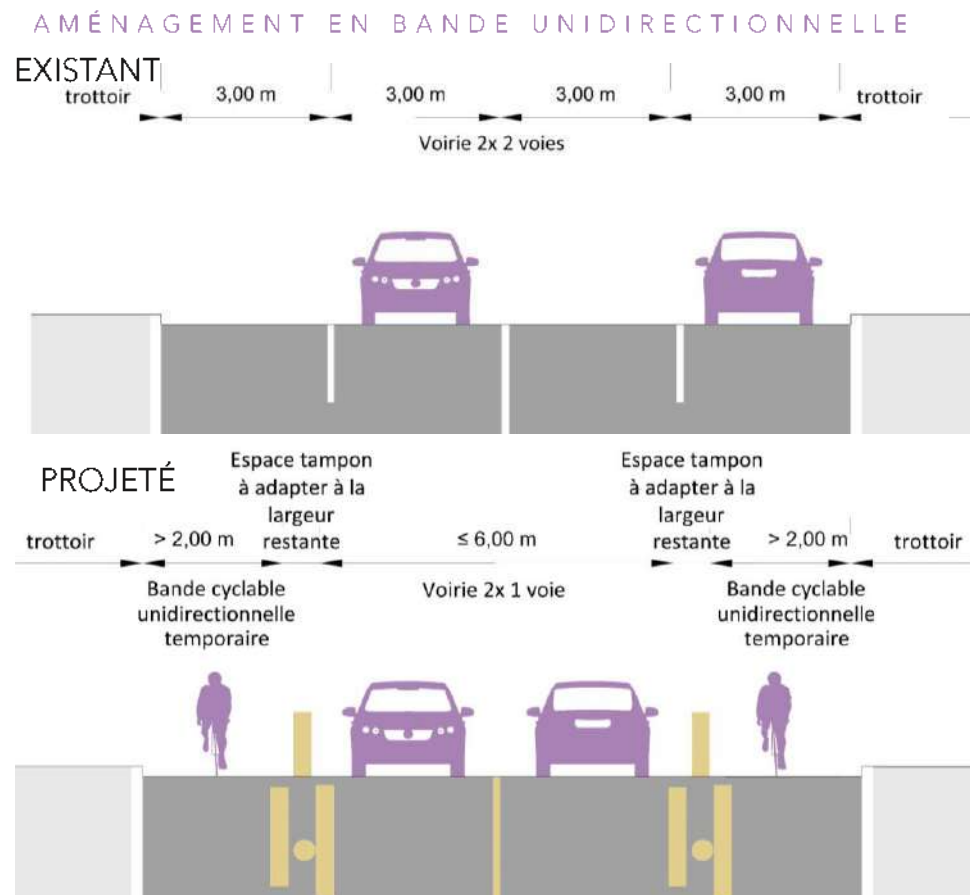 AMÉNAGEMENT EN BANDE UNIDIRECTIONNELLE
EXISTANT
trottoir 3,00 m 3,00 m 3,00 m 3,00 m trottoir
Voirie 2x 2 voies
PROJETÉ
Espace tampon
à adapter à la
largeur
restante
Espace tampon
à adapter à la
largeur
restante
trottoir > 2,00 m ≤ 6,00 m > 2,00 m trottoir
Bande cyclable
unidirectionnelle
temporaire
Voirie 2x 1 voie
Bande cyclable
unidirectionnelle
temporaire